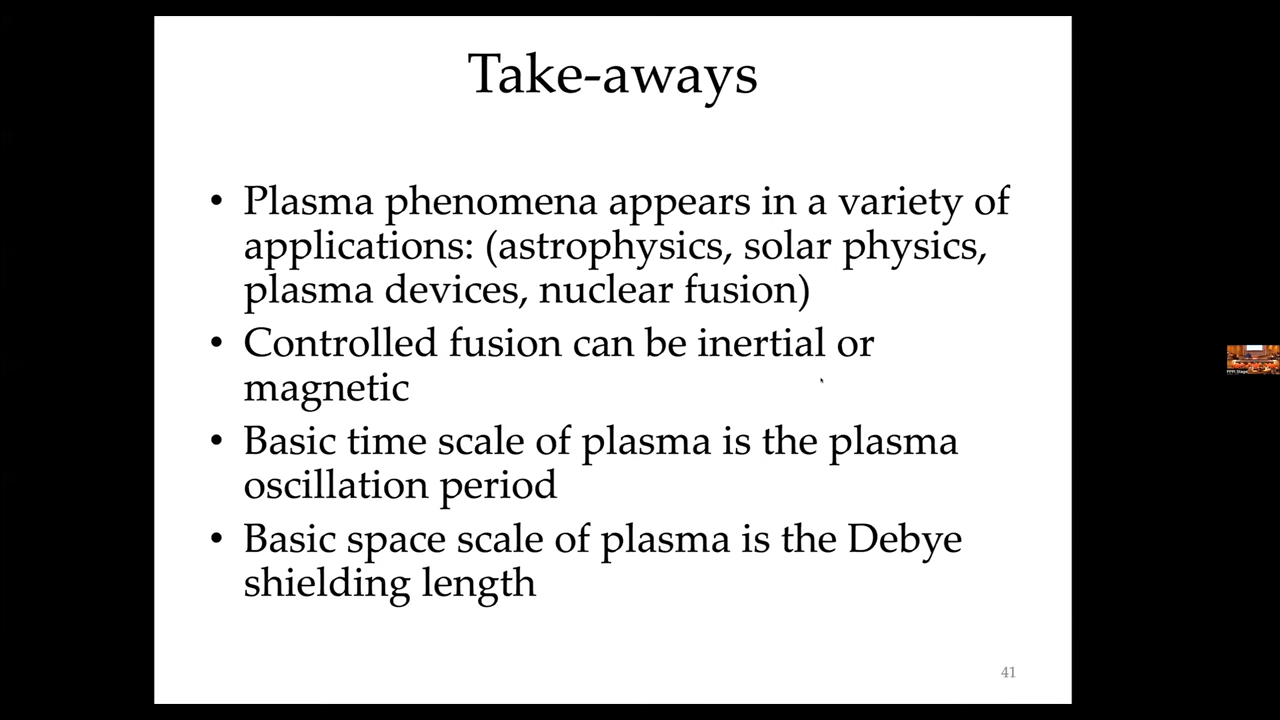 Take-aways
• Plasma phenomena appears in a variety of
applications: (astrophysics, solar physics,
plasma devices, nuclear fusion)
• Controlled fusion can be inertial or
magnetic
• Basic time scale of plasma is the plasma
oscillation period
• Basic space scale of plasma is the Debye
shielding length
41